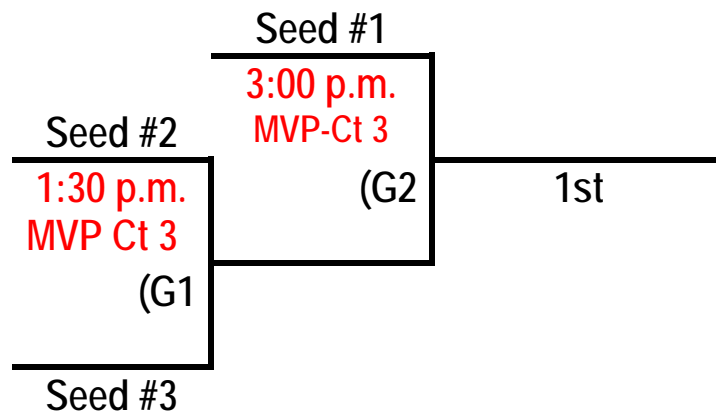 Seed #1
3:00 p.m.
MVP-Ct 3
Seed #2
1:30 p.m.
MVP Ct 3
(G2
1st
(G1
Seed #3